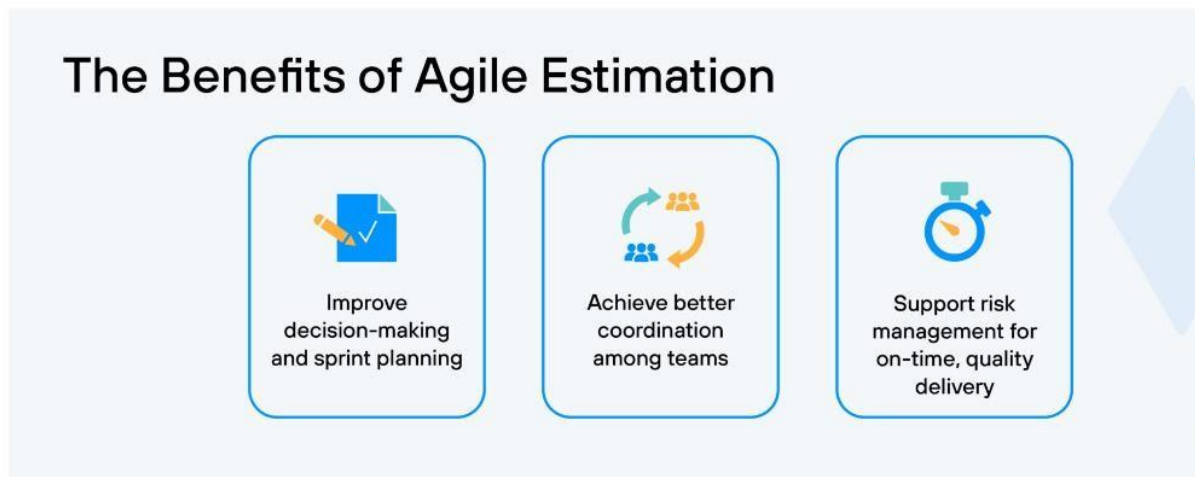 The Benefits of Agile Estimation
Improve
decision-making
and sprint planning
Achieve better
coordination
among teams
Support risk
management for
on-time, quality
delivery